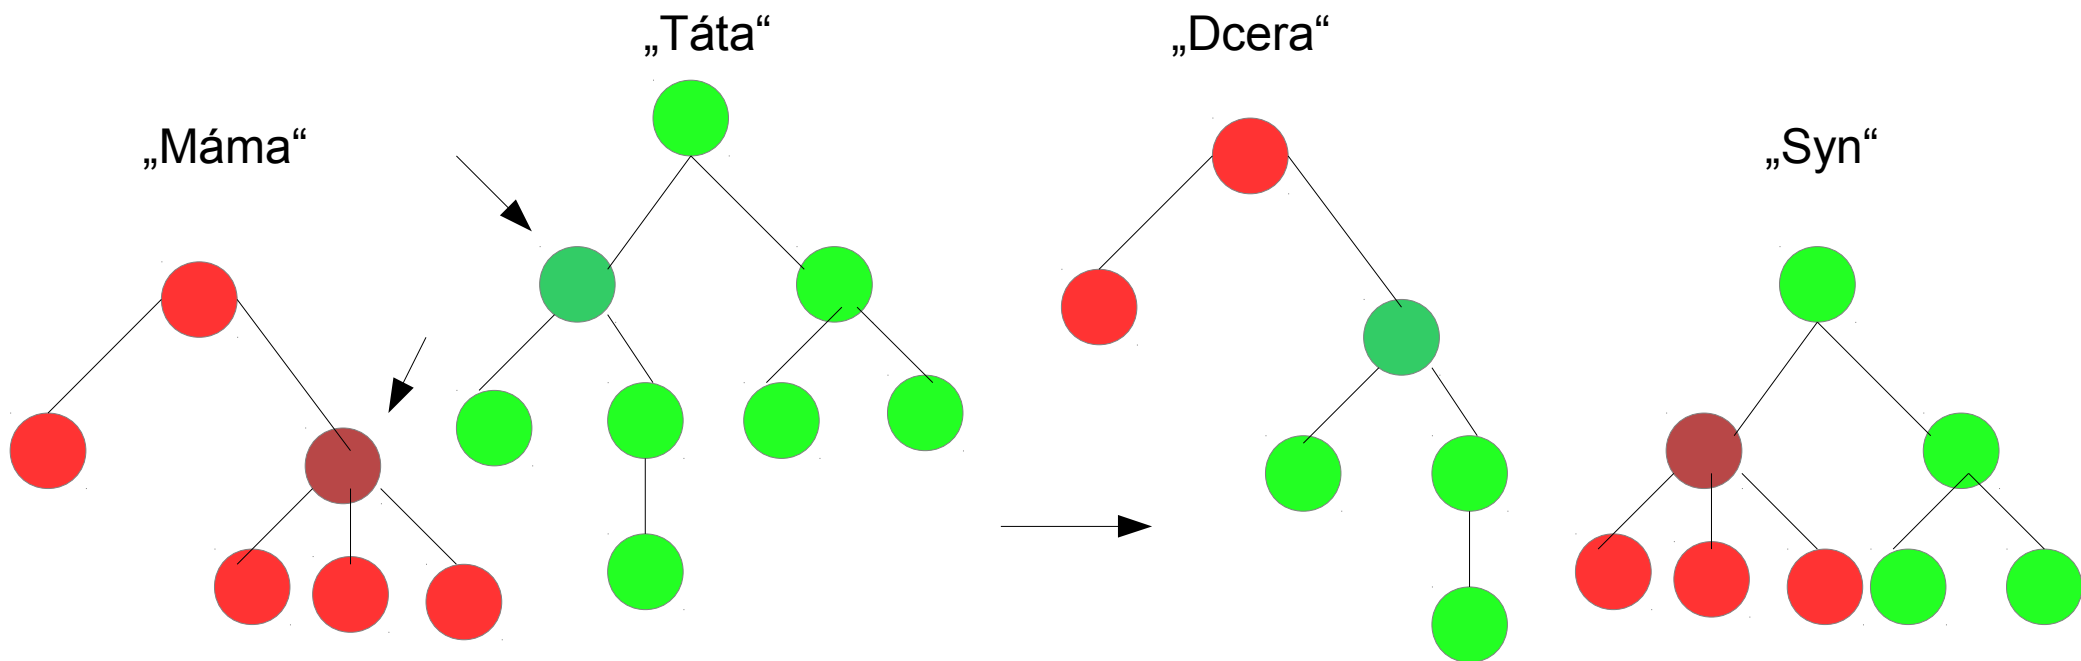 „Táta“
„Dcera“
„Máma“
„Syn“